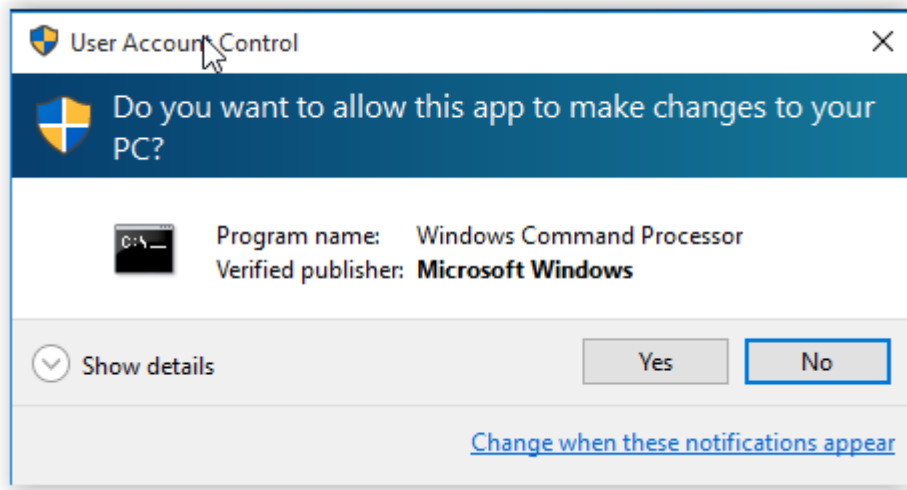 User Account Control
Do you want to allow this app to make changes to your
PC?
C:\
Program name: Windows Command Processor
Verified publisher: Microsoft Windows
Show details
Yes
No
Change when these notifications appear